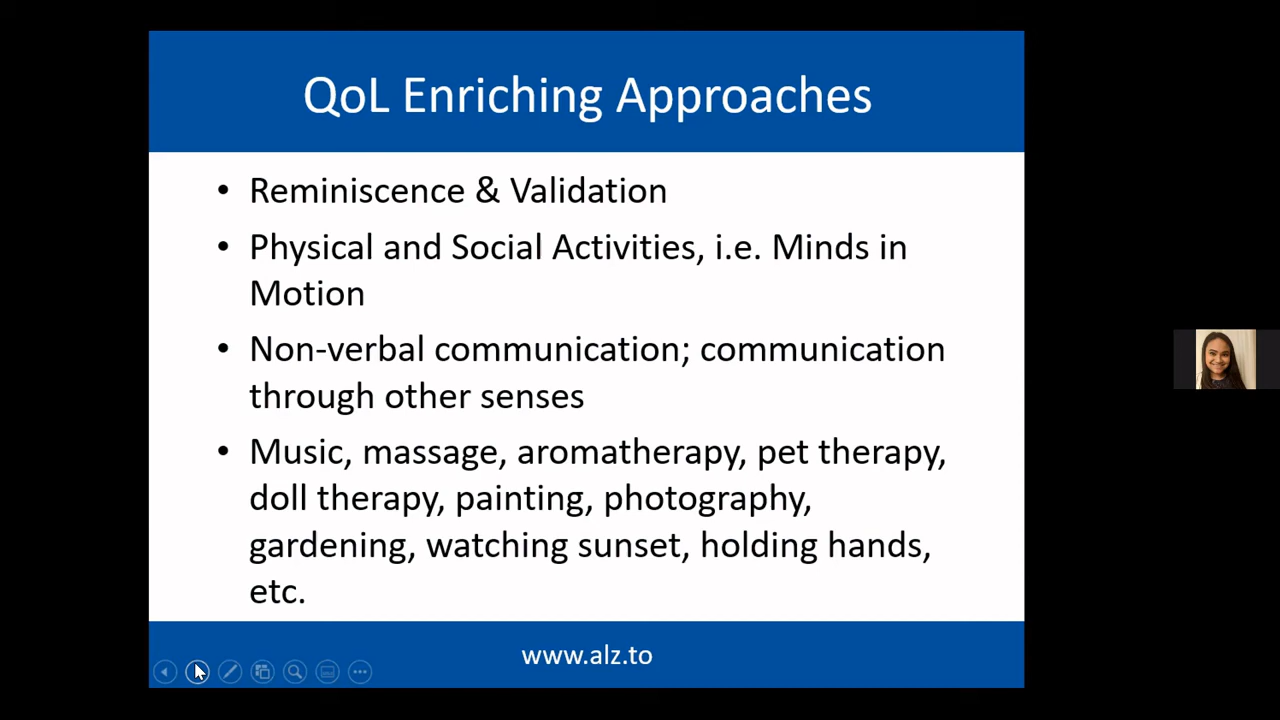 QoL Enriching Approaches
• Reminiscence & Validation
• Physical and Social Activities, i.e. Minds in
Motion
• Non-verbal communication; communication
through other senses
• Music, massage, aromatherapy, pet therapy,
doll therapy, painting, photography,
gardening, watching sunset, holding hands,
etc.
www.alz.to